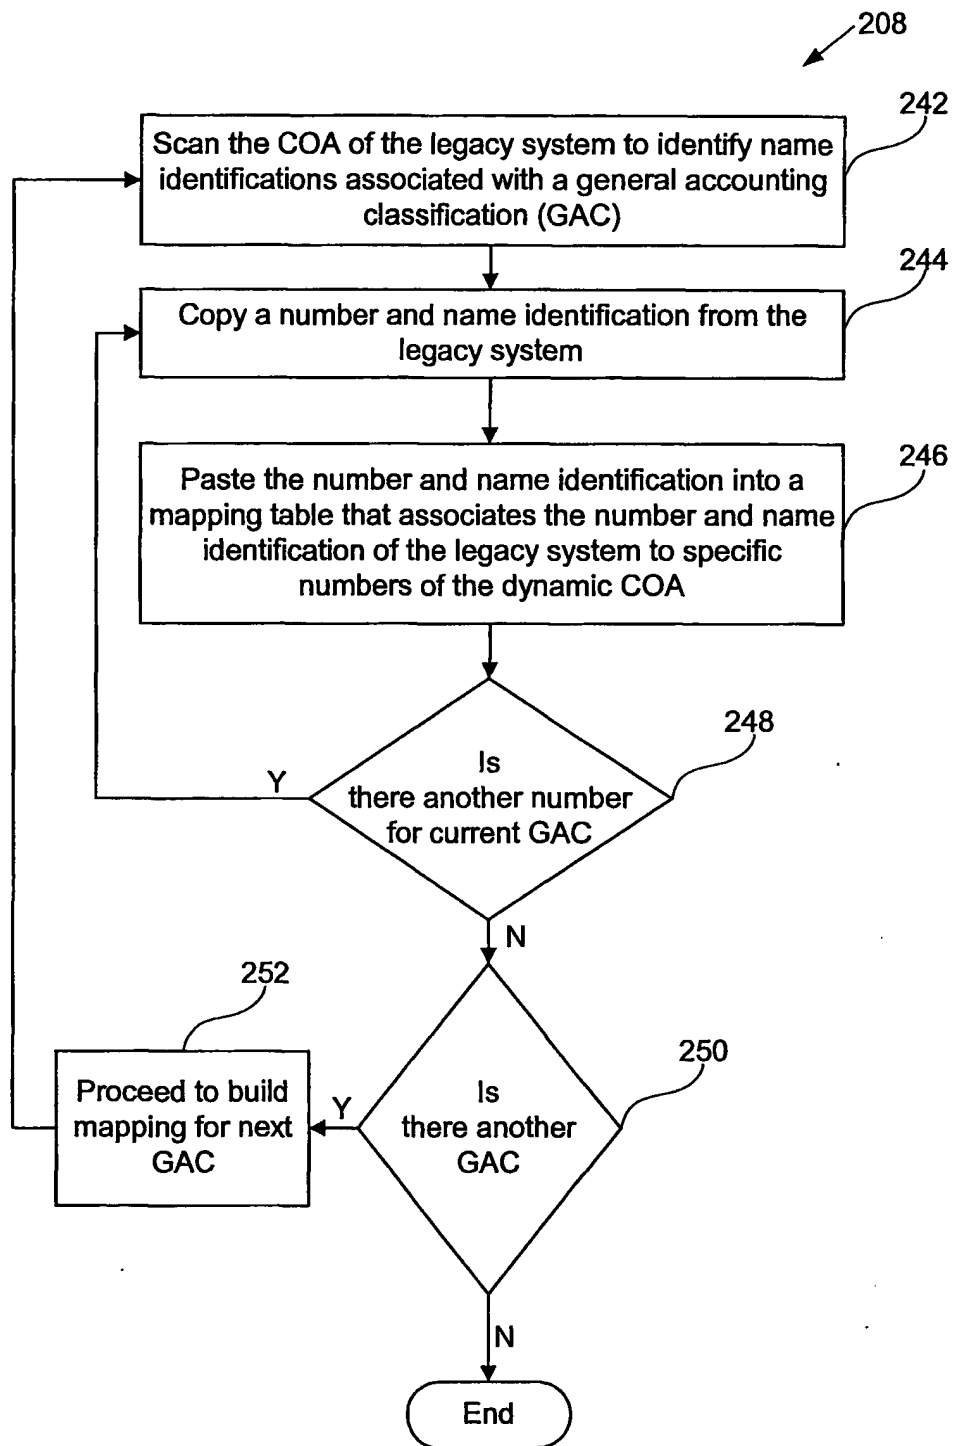 208
242
Scan the COA of the legacy system to identify name
identifications associated with a general accounting
classification (GAC)
244
Copy a number and name identification from the
legacy system
246
Paste the number and name identification into a
mapping table that associates the number and name
identification of the legacy system to specific
numbers of the dynamic COA
248
Is
there another number
for current GAC
Y
N
252
Proceed to build
mapping for next
GAC
Y
250
Is
there another
GAC
N
End